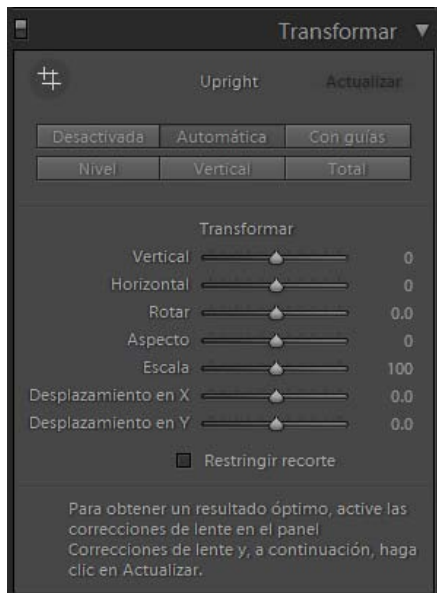 Transformar
Upright Actualizar
Desactivada Automática Con guías
Nivel Vertical Total
Transformar
Vertical 0
Horizontal 0
Rotar 0.0
Aspecto 0
Escala 100
Desplazamiento en X 0.0
Desplazamiento en Y 0.0
Restringir recorte
Para obtener un resultado óptimo, active las
correcciones de lente en el panel
Correcciones de lente y, a continuación, haga
clic en Actualizar.